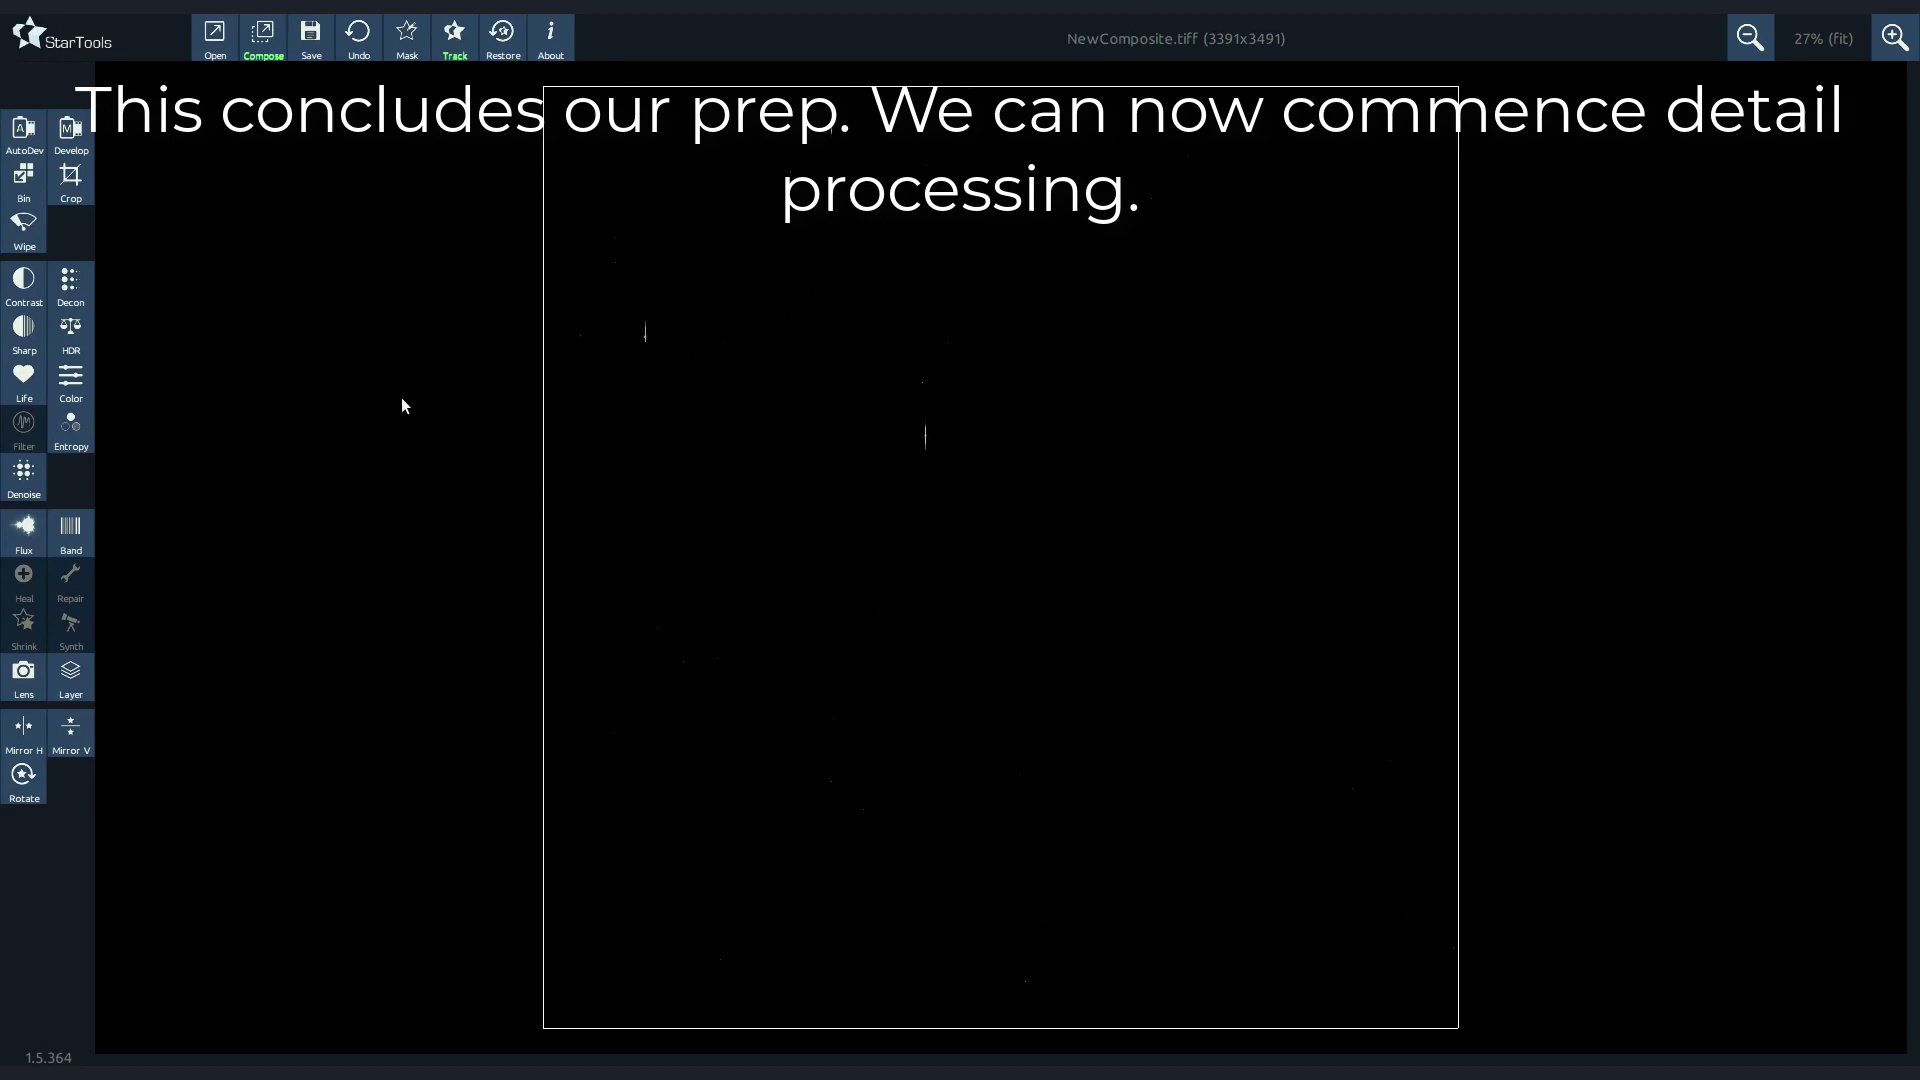 StarTools
Open Compose Save Undo Mask Track Restore About
NewComposite.tiff (3391x3491)
27% (fit)
This concludes our prep. We can now commence detail
processing.
AutoDev Develop
Bin Crop
Wipe
Contrast Decon
Sharp HDR
Life Color
Filter Entropy
Denoise
Flux Band
Heal Repair
Shrink Synth
Lens Layer
Mirror H Mirror V
Rotate
1.5.364